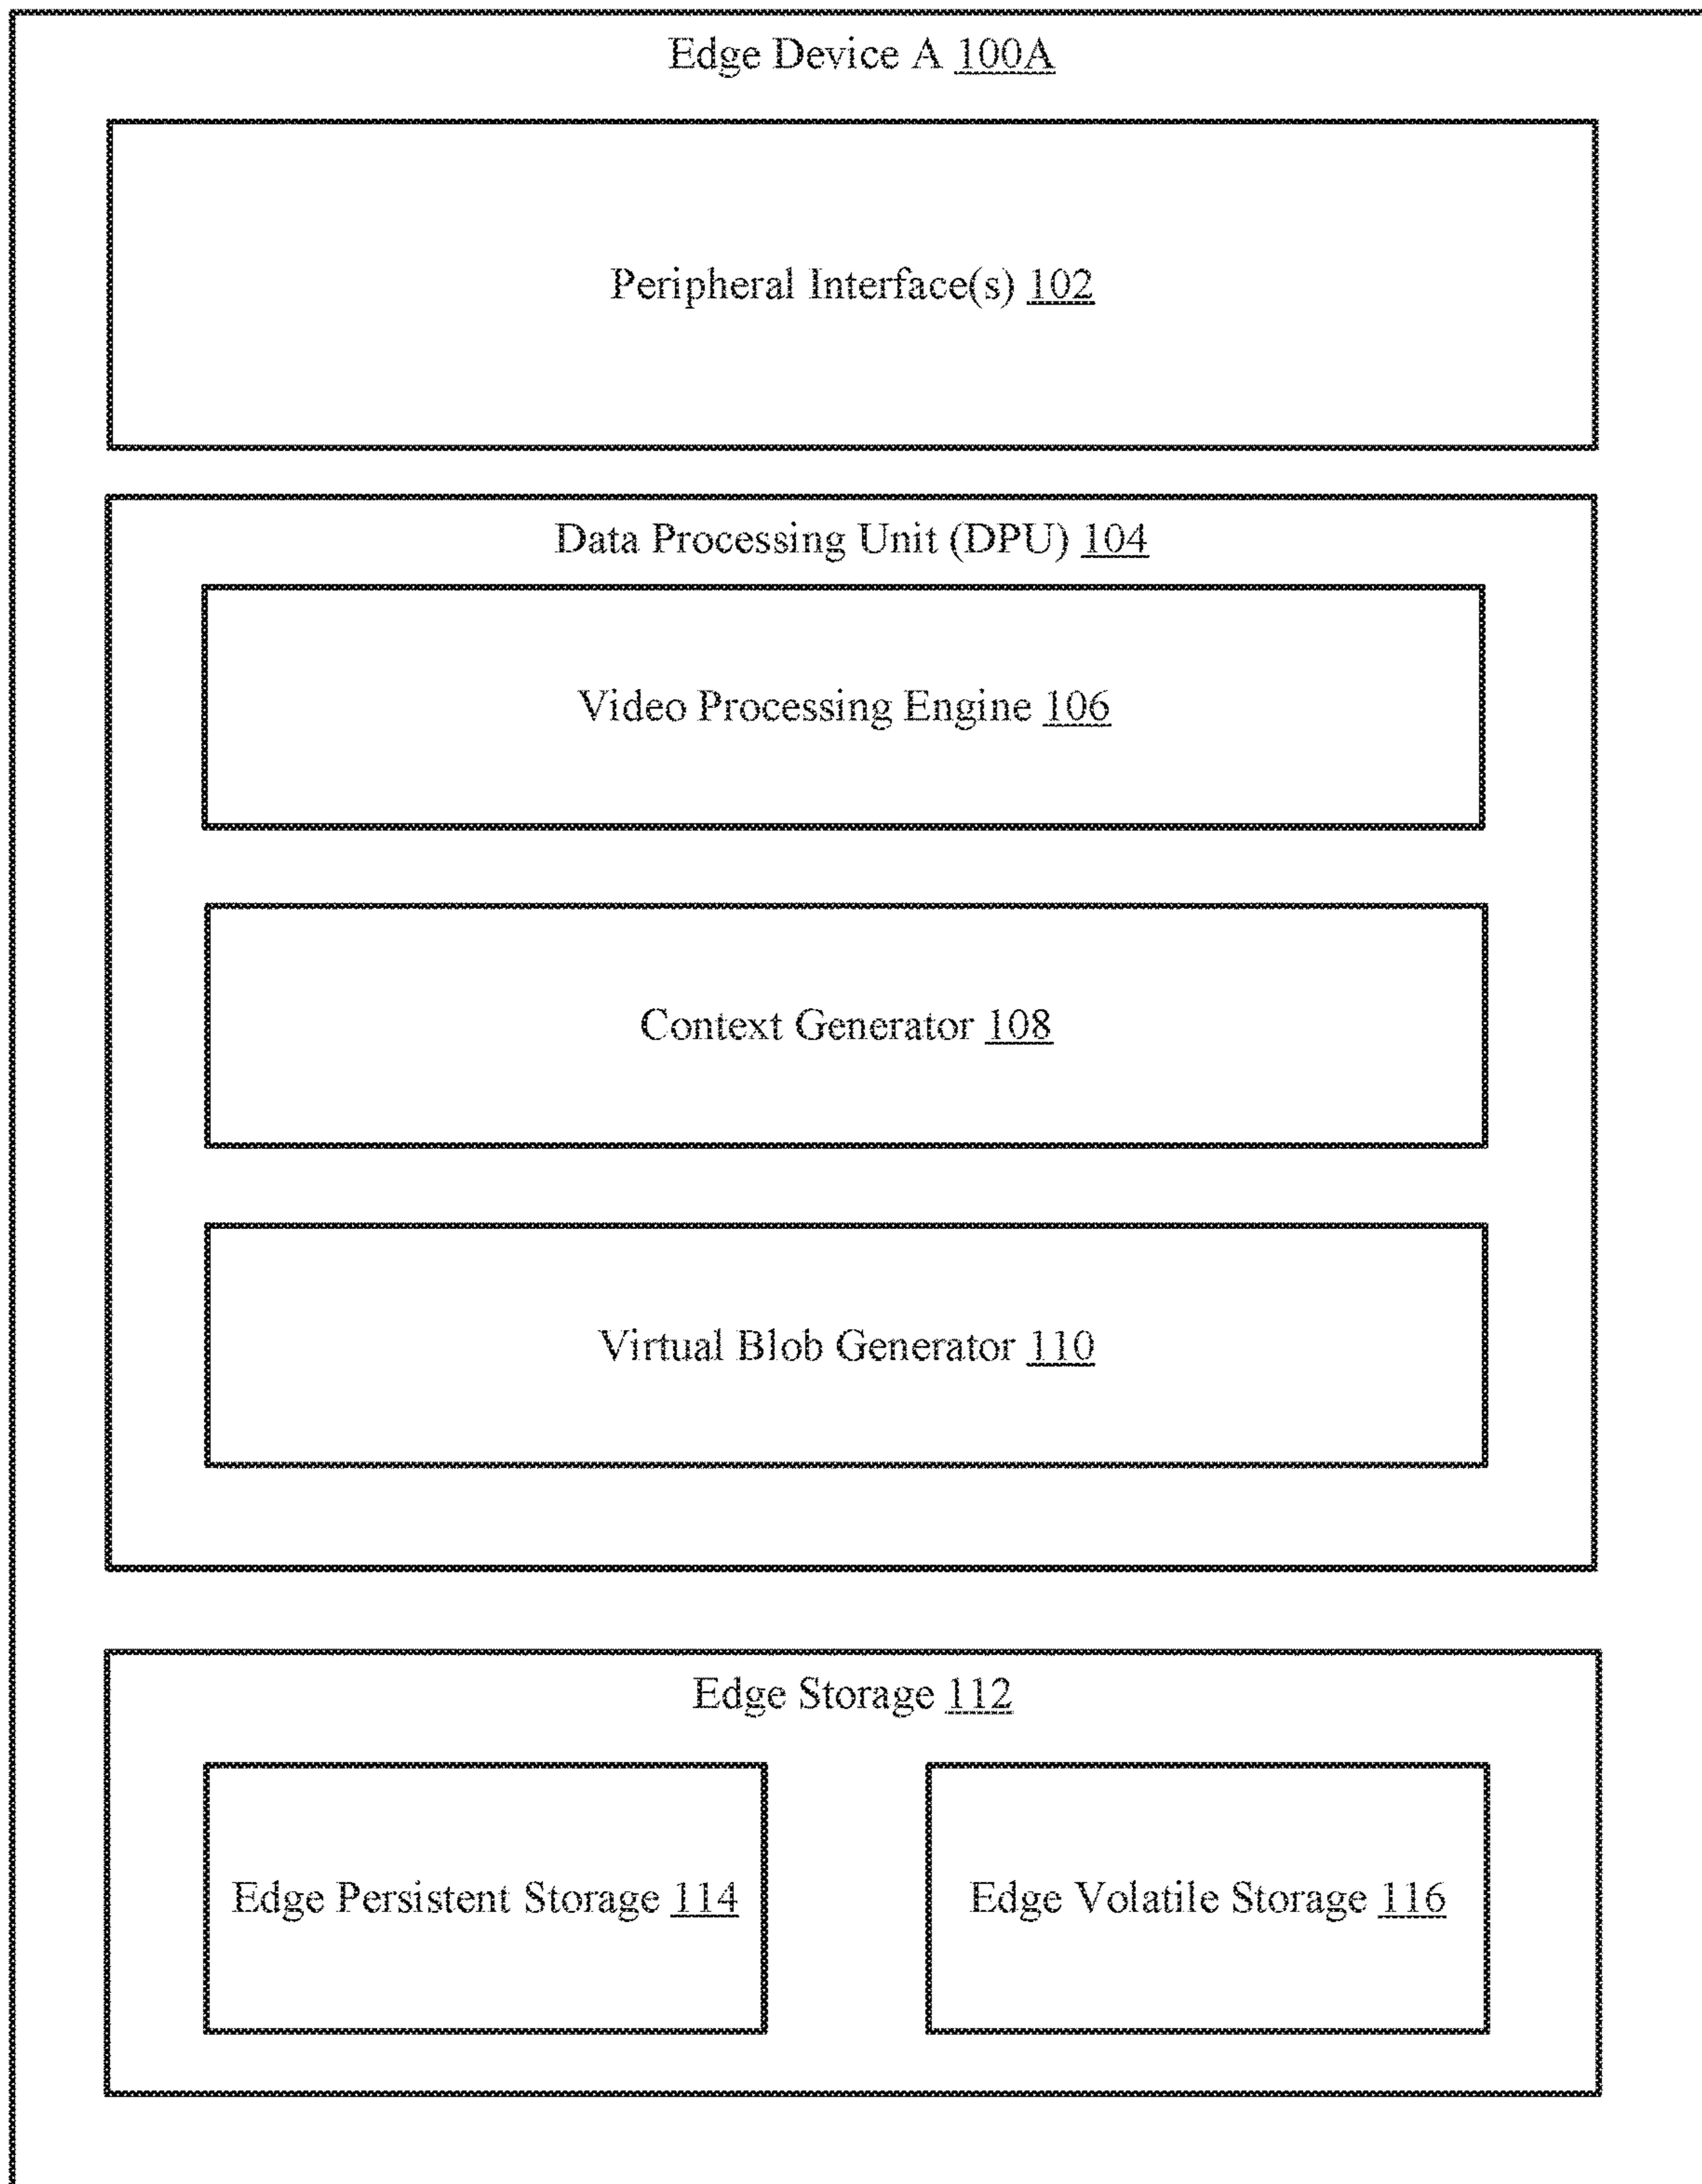 Edge Device A 100A
Peripheral Interface(s) 102
Data Processing Unit (DPU) 104
Video Processing Engine 106
Context Generator 108
Virtual Blob Generator 110
Edge Storage 112
Edge Persistent Storage 114
Edge Volatile Storage 116